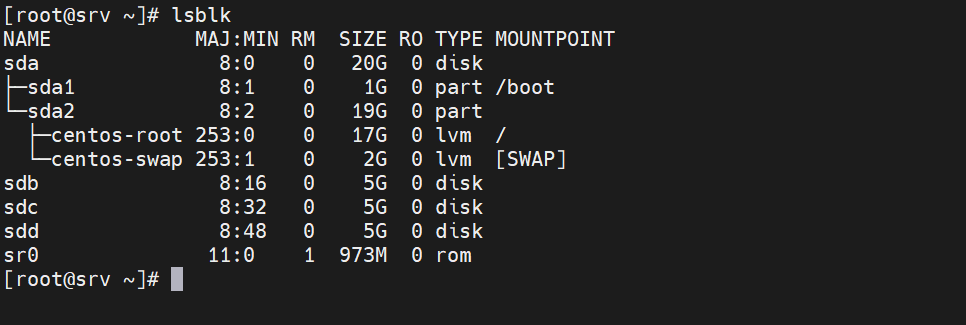 [root@srv ~]# lsblk
NAME            MAJ:MIN RM  SIZE RO TYPE MOUNTPOINT
sda               8:0    0   20G  0 disk
├─sda1            8:1    0    1G  0 part /boot
└─sda2            8:2    0   19G  0 part
  ├─centos-root 253:0    0   17G  0 lvm  /
  └─centos-swap 253:1    0    2G  0 lvm  [SWAP]
sdb               8:16   0    5G  0 disk
sdc               8:32   0    5G  0 disk
sdd               8:48   0    5G  0 disk
sr0              11:0    1  973M  0 rom
[root@srv ~]#